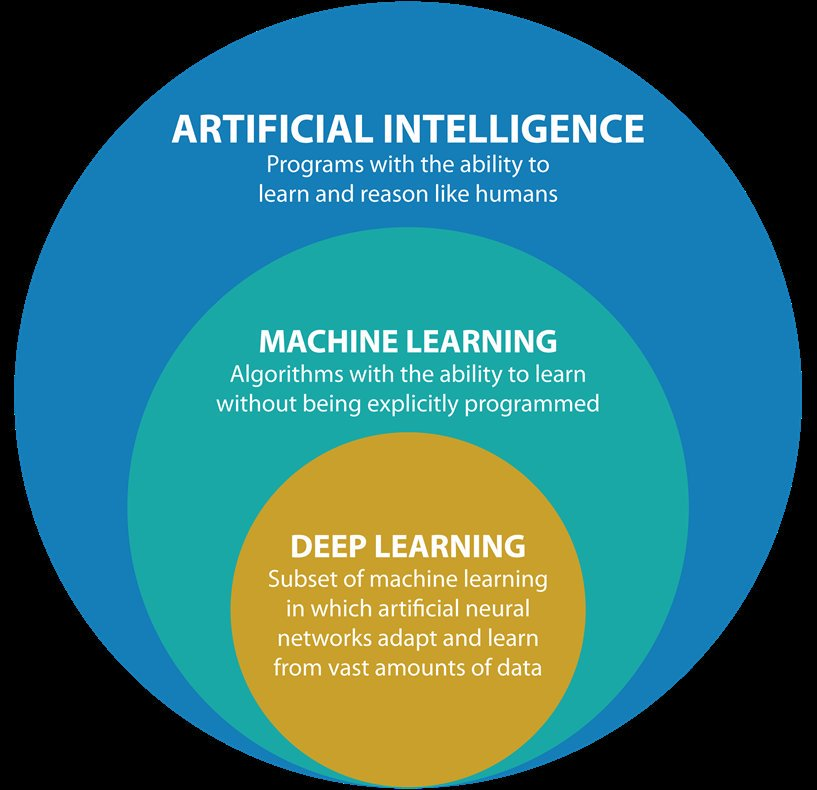 ARTIFICIAL INTELLIGENCE
Programs with the ability to
learn and reason like humans
MACHINE LEARNING
Algorithms with the ability to learn
without being explicitly programmed
DEEP LEARNING
Subset of machine learning
in which artificial neural
networks adapt and learn
from vast amounts of data